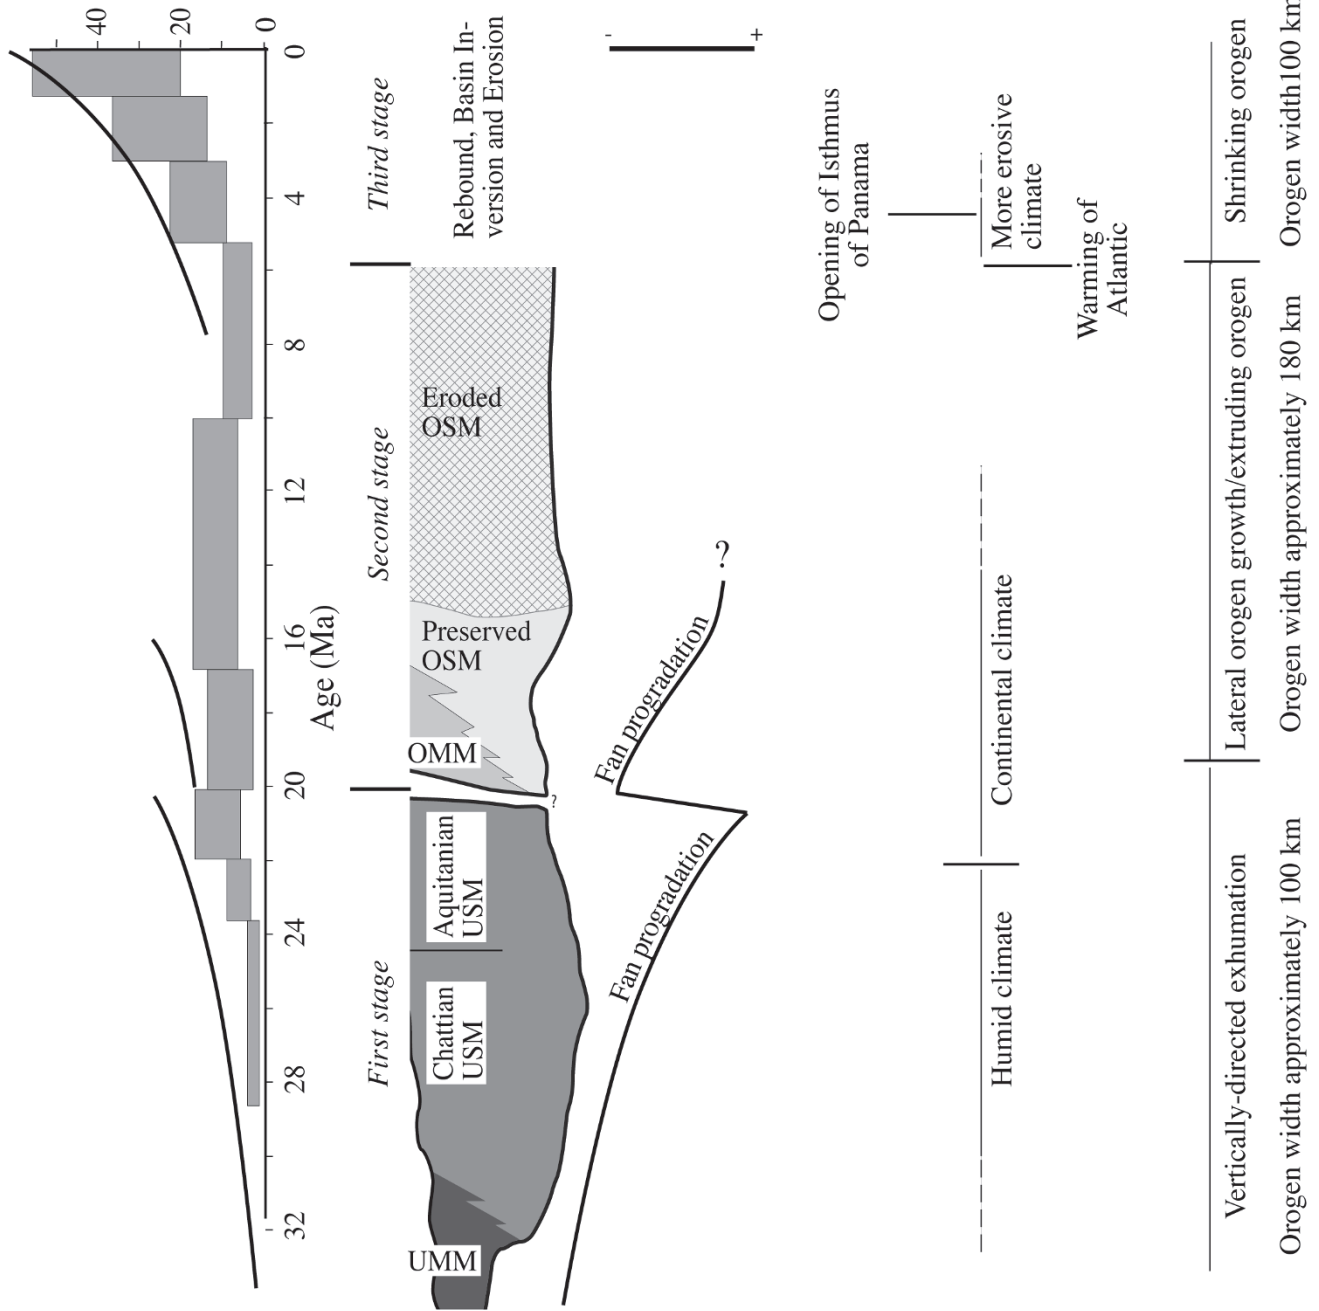 40
20
0
0
4
8
12
16
20
24
28
32
Age (Ma)
Third stage
Second stage
First stage
Rebound, Basin In-
version and Erosion
Eroded
OSM
Preserved
OSM
OMM
?
Aquitanian
USM
Chattian
USM
UMM
-
+
?
Fan progradation
Fan progradation
Opening of Isthmus
of Panama
More erosive
climate
Warming of
Atlantic
Continental climate
Humid climate
Shrinking orogen
Orogen width100 km
Lateral orogen growth/extruding orogen
Orogen width approximately 180 km
Vertically-directed exhumation
Orogen width approximately 100 km